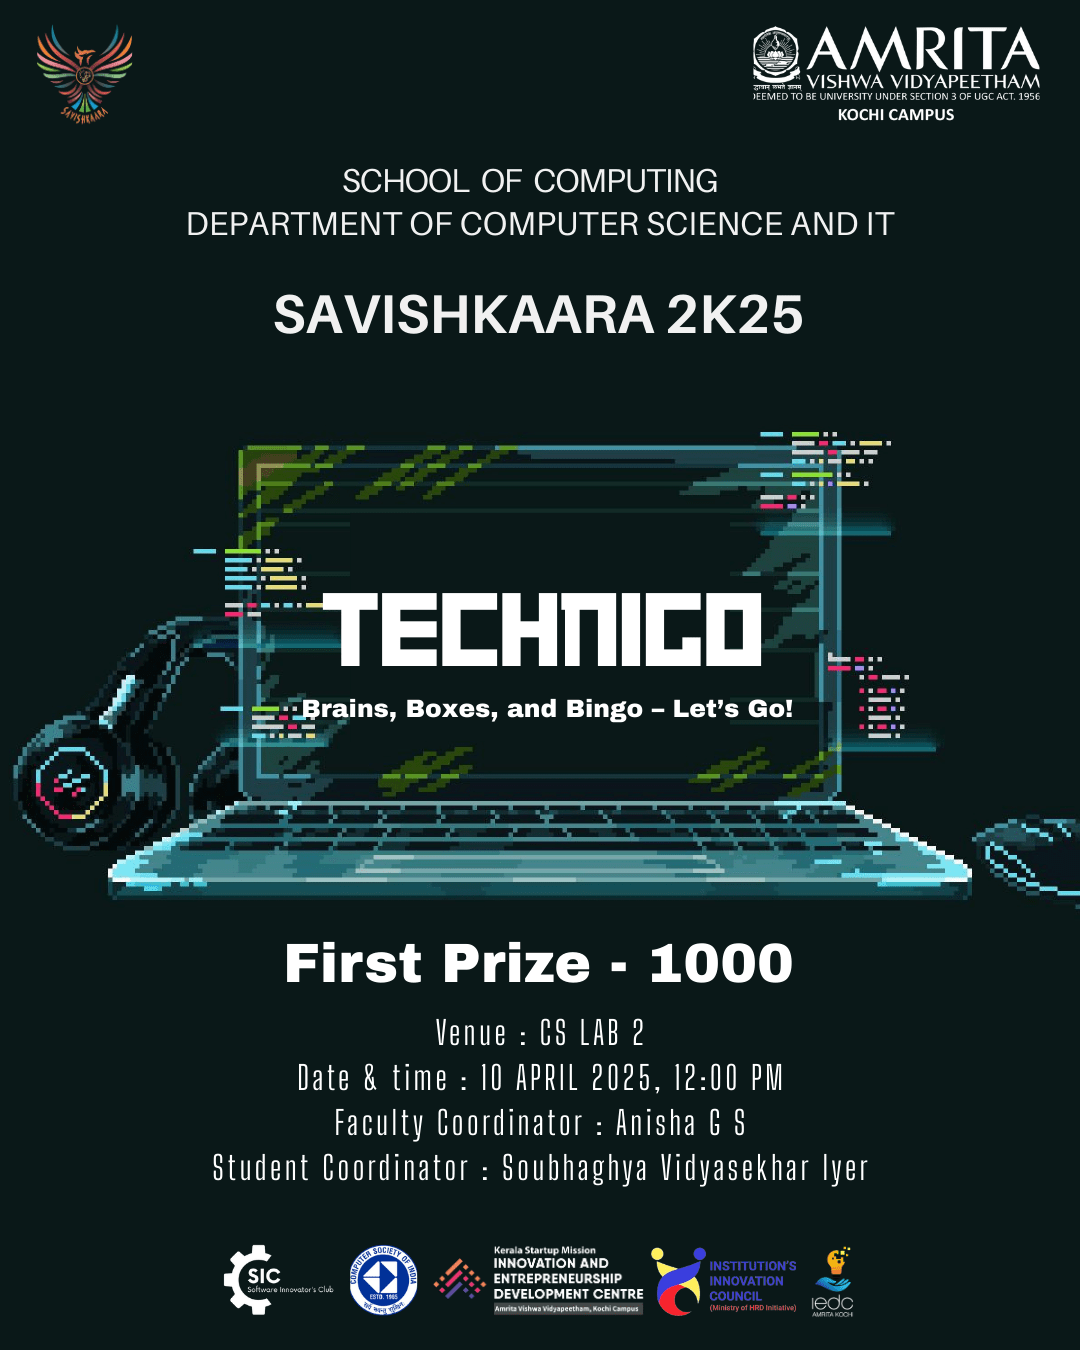 SAVISHKAARA
AMRITA
VISHWA VIDYAPEETHAM
DEEMED TO BE UNIVERSITY UNDER SECTION 3 OF UGC ACT. 1956
KOCHI CAMPUS
SCHOOL OF COMPUTING
DEPARTMENT OF COMPUTER SCIENCE AND IT
SAVISHKAARA 2K25
TECHNIGO
Brains, Boxes, and Bingo – Let's Go!
First Prize - 1000
Venue : CS LAB 2
Date & time : 10 APRIL 2025, 12:00 PM
Faculty Coordinator : Anisha G S
Student Coordinator : Soubhaghya Vidyasekhar Iyer
SIC
Software Innovator's Club
COMPUTER SOCIETY OF INDIA
ESTD. 1965
Kerala Startup Mission
INNOVATION AND
ENTREPRENEURSHIP
DEVELOPMENT CENTRE
Amrita Vishwa Vidyapeetham, Kochi Campus
INSTITUTION'S
INNOVATION
COUNCIL
(Ministry of HRD Initiative)
iedc
AMRITA KOCHI